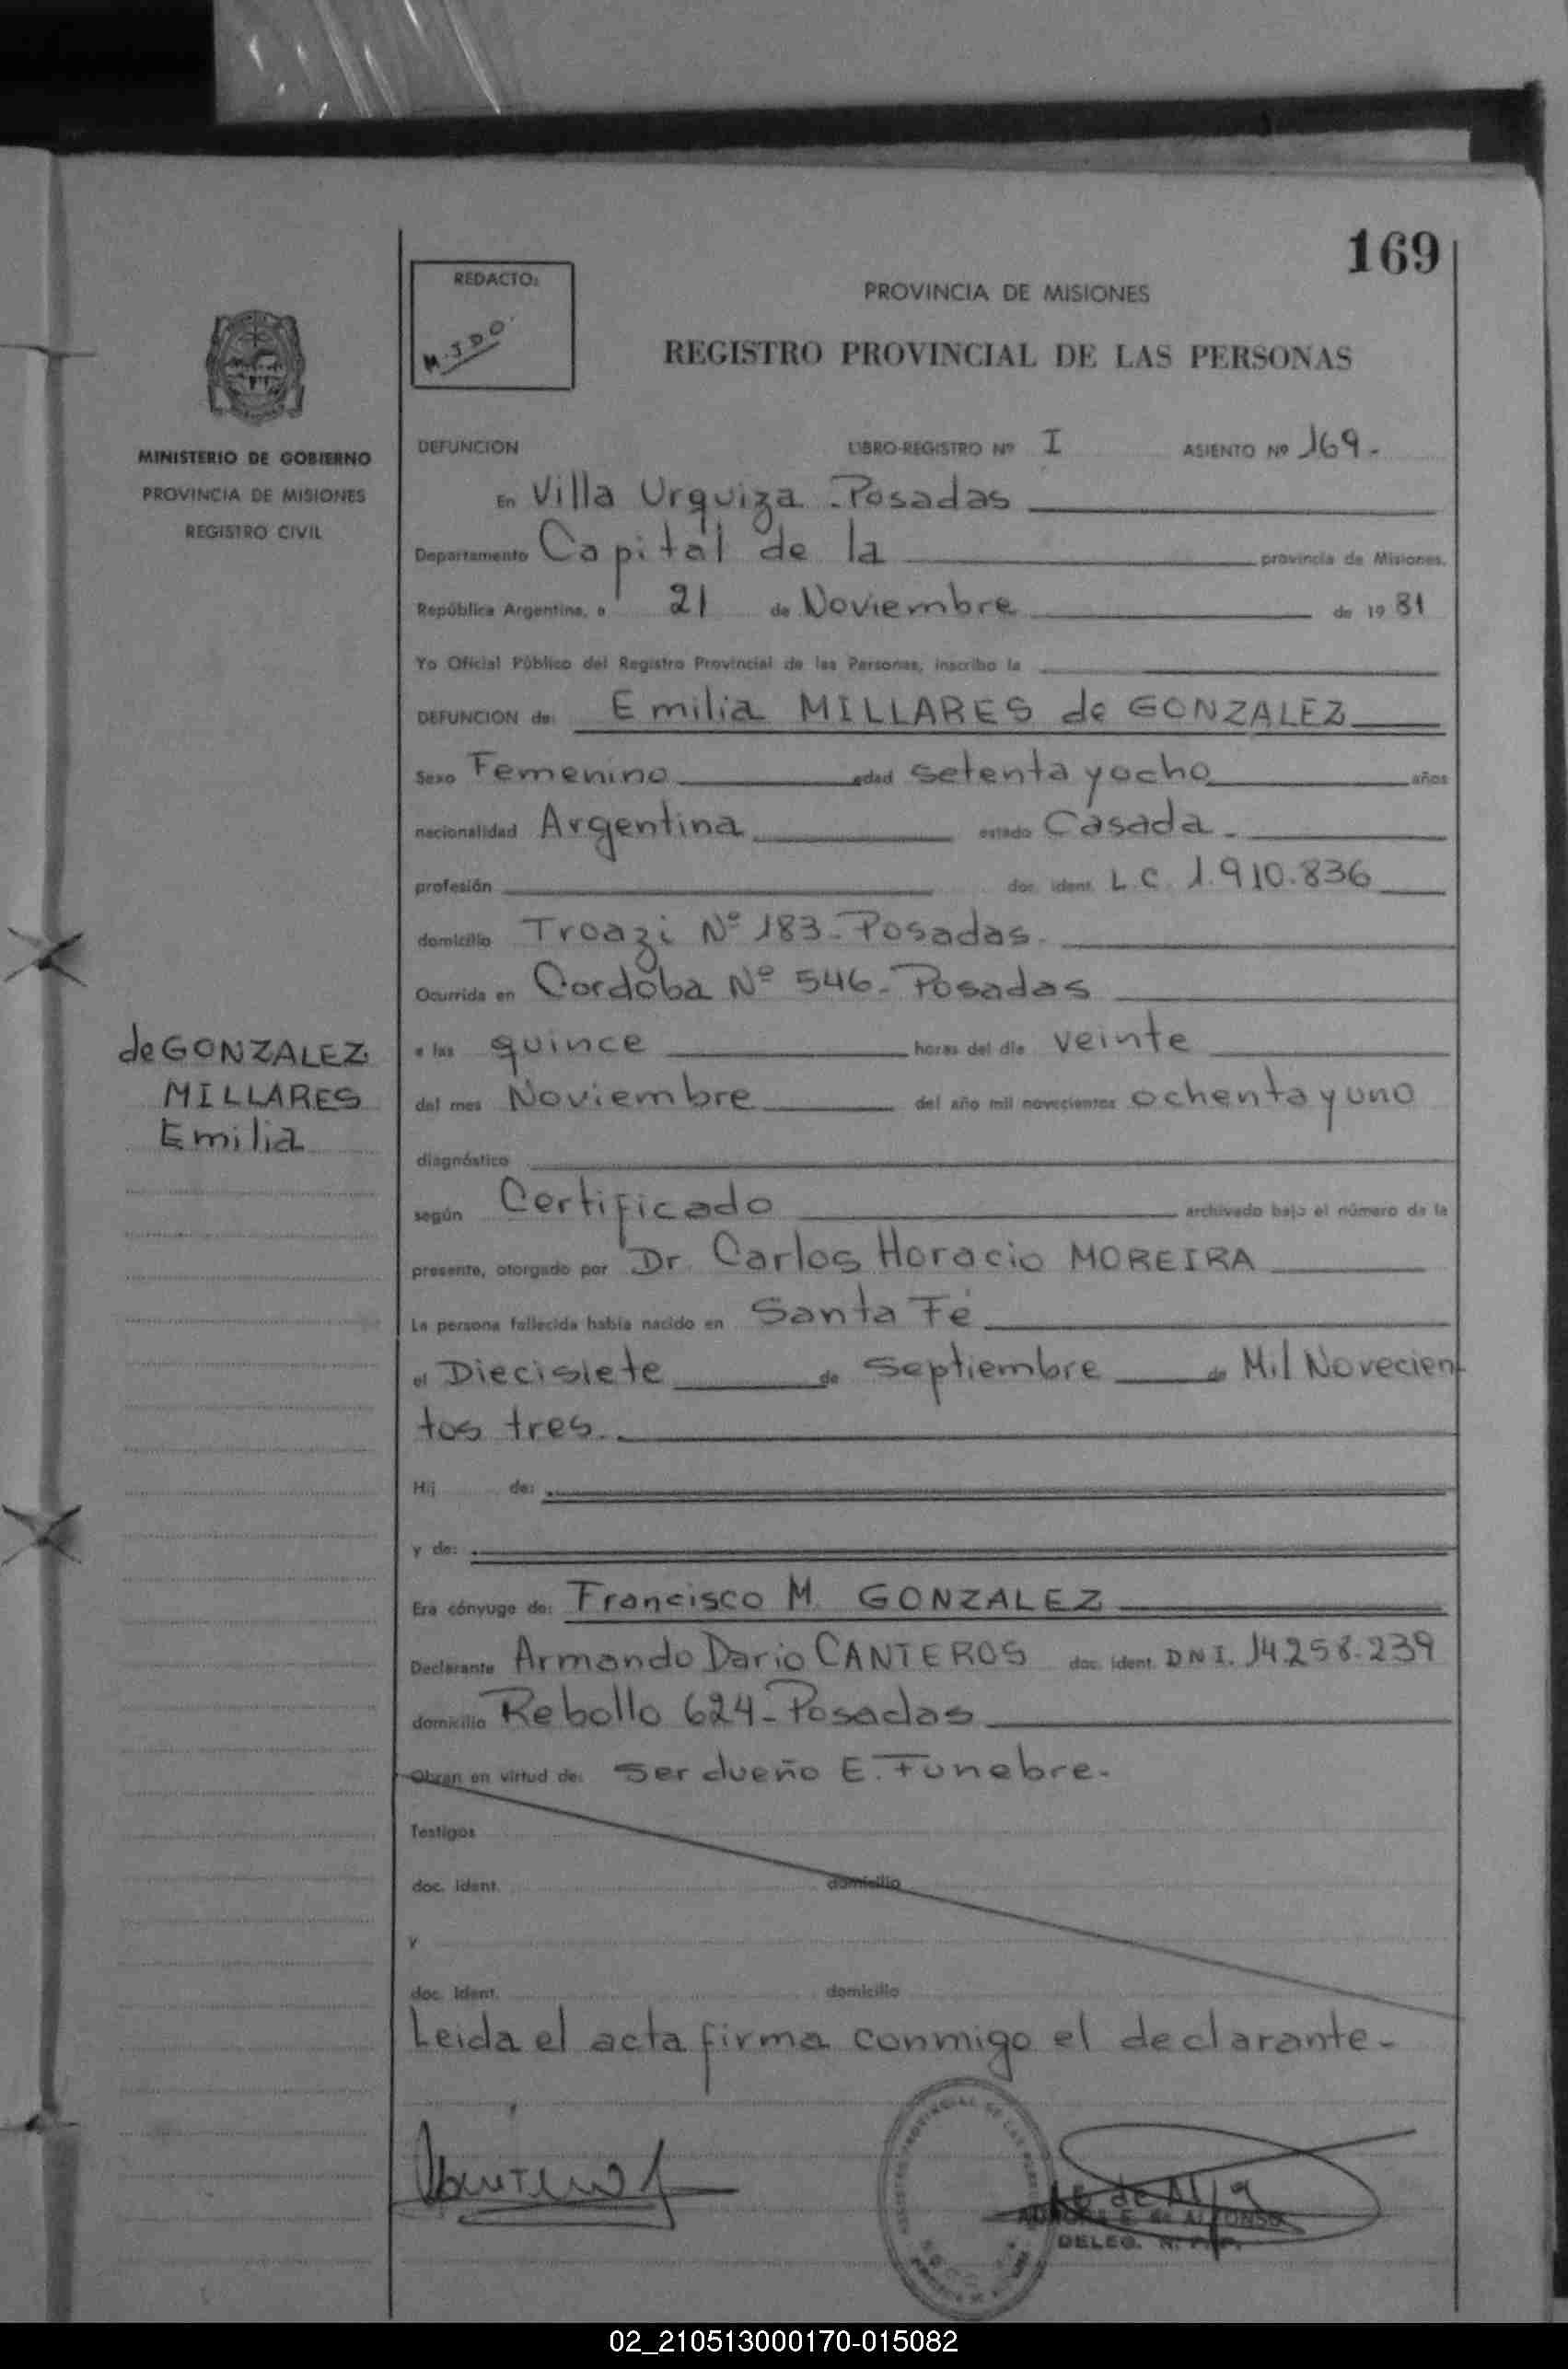 169
REDACTO:
M.J.D.O.
PROVINCIA DE MISIONES
REGISTRO PROVINCIAL DE LAS PERSONAS
MINISTERIO DE GOBIERNO
PROVINCIA DE MISIONES
REGISTRO CIVIL
DEFUNCION LIBRO-REGISTRO Nº I ASIENTO Nº 169.
En Villa Urquiza - Posadas
Departamento Capital de la provincia de Misiones.
República Argentina, a 21 de Noviembre de 19 81
Yo Oficial Público del Registro Provincial de las Personas, inscribo la
DEFUNCION de: Emilia MILLARES de GONZALEZ
Sexo Femenino edad setenta y ocho años
nacionalidad Argentina estado Casada.
profesión doc. ident. L.C. 1.910.836
domicilio Troazi Nº 183 - Posadas.
Ocurrida en Cordoba Nº 546 - Posadas
a las quince horas del día veinte
del mes Noviembre del año mil novecientos ochenta y uno
de GONZALEZ
MILLARES
Emilia
diagnóstico
según Certificado archivado bajo el número de la
presente, otorgado por Dr. Carlos Horacio MOREIRA
La persona fallecida había nacido en Santa Fé
el Diecisiete de septiembre de Mil Novecien
tos tres.
Hij de:
y de:
Era cónyuge de: Francisco M. GONZALEZ
Declarante Armando Dario CANTEROS doc. ident. DNI. 14.258.239
domicilio Rebollo 624 - Posadas
Obran en virtud de: ser dueño E. Funebre.
Testigos
doc. ident. domicilio
y
doc. ident. domicilio
Leida el acta firma conmigo el declarante.
DELEG.
02_210513000170-015082